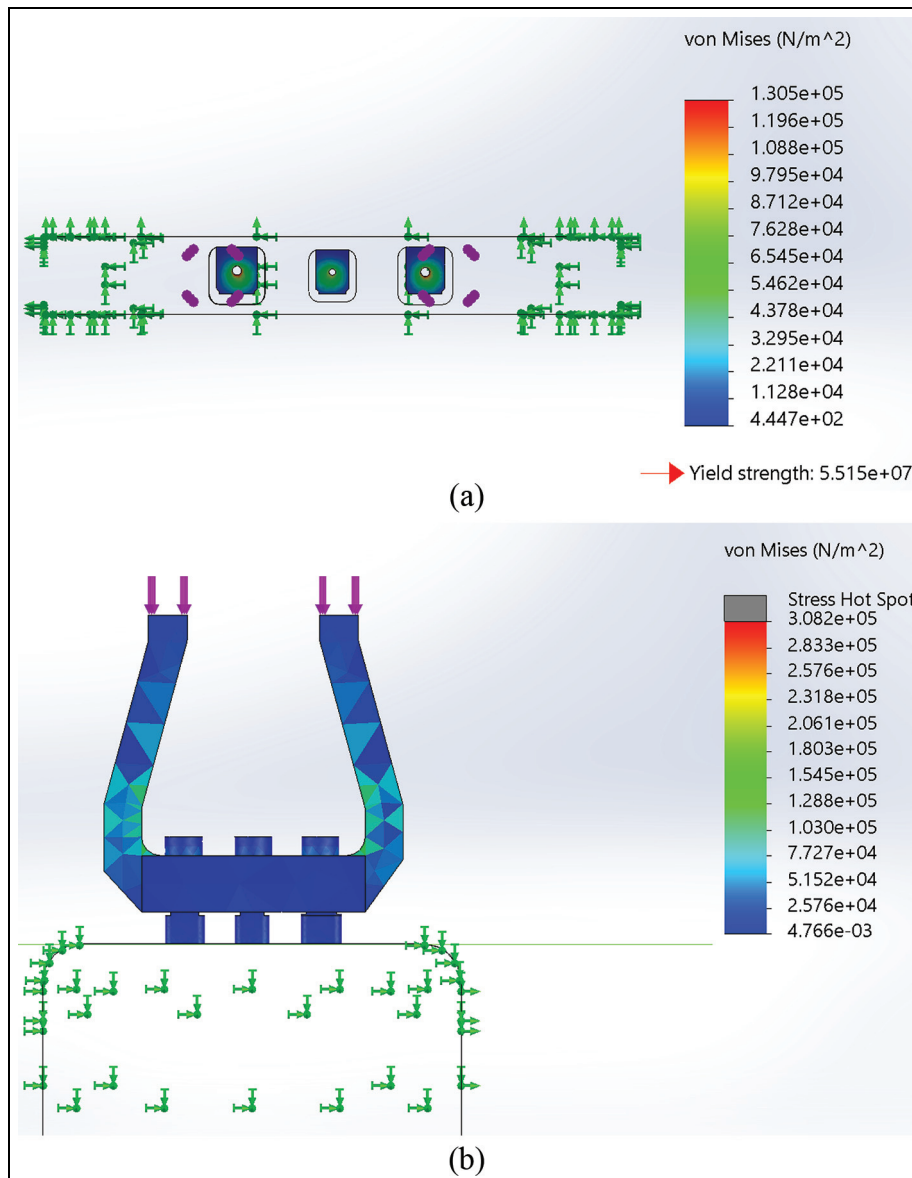 von Mises (N/m^2)
1.305e+05
1.196e+05
1.088e+05
9.795e+04
8.712e+04
7.628e+04
6.545e+04
5.462e+04
4.378e+04
3.295e+04
2.211e+04
1.128e+04
4.447e+02
Yield strength: 5.515e+07
(a)
von Mises (N/m^2)
Stress Hot Spot
3.082e+05
2.833e+05
2.576e+05
2.318e+05
2.061e+05
1.803e+05
1.545e+05
1.288e+05
1.030e+05
7.727e+04
5.152e+04
2.576e+04
4.766e-03
(b)